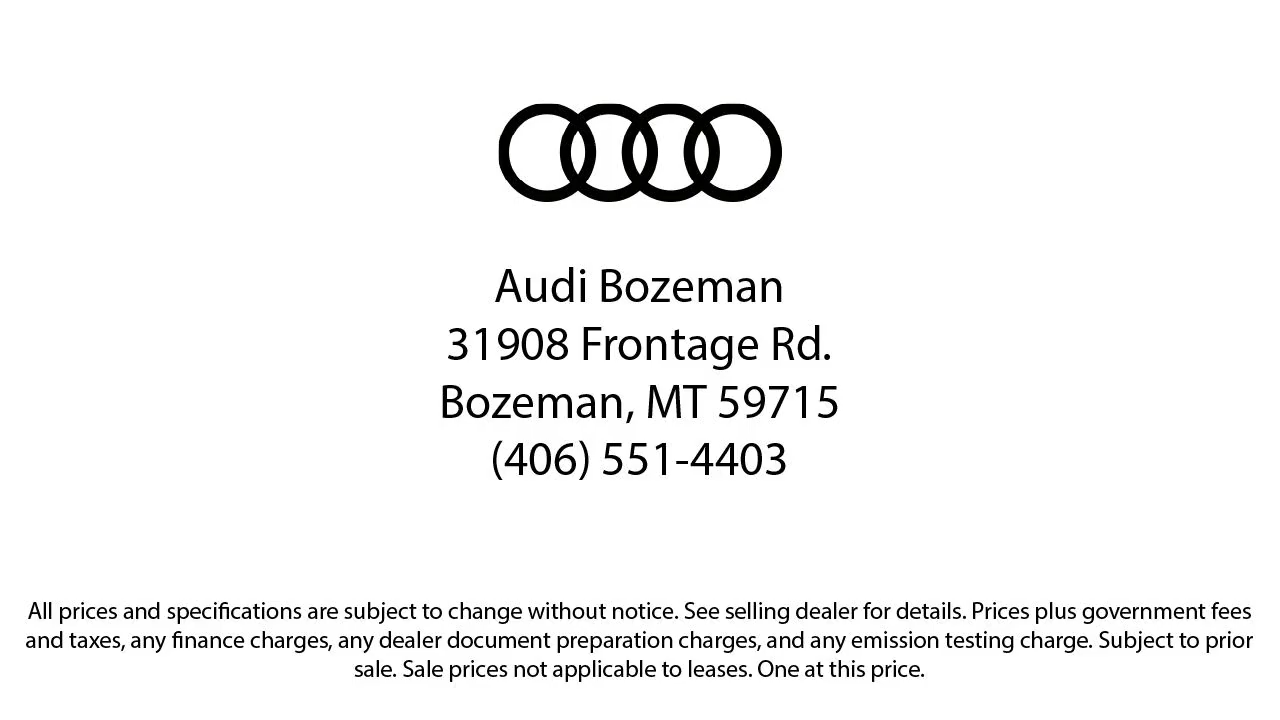 Audi Bozeman
31908 Frontage Rd.
Bozeman, MT 59715
(406) 551-4403
All prices and specifications are subject to change without notice. See selling dealer for details. Prices plus government fees
and taxes, any finance charges, any dealer document preparation charges, and any emission testing charge. Subject to prior
sale. Sale prices not applicable to leases. One at this price.